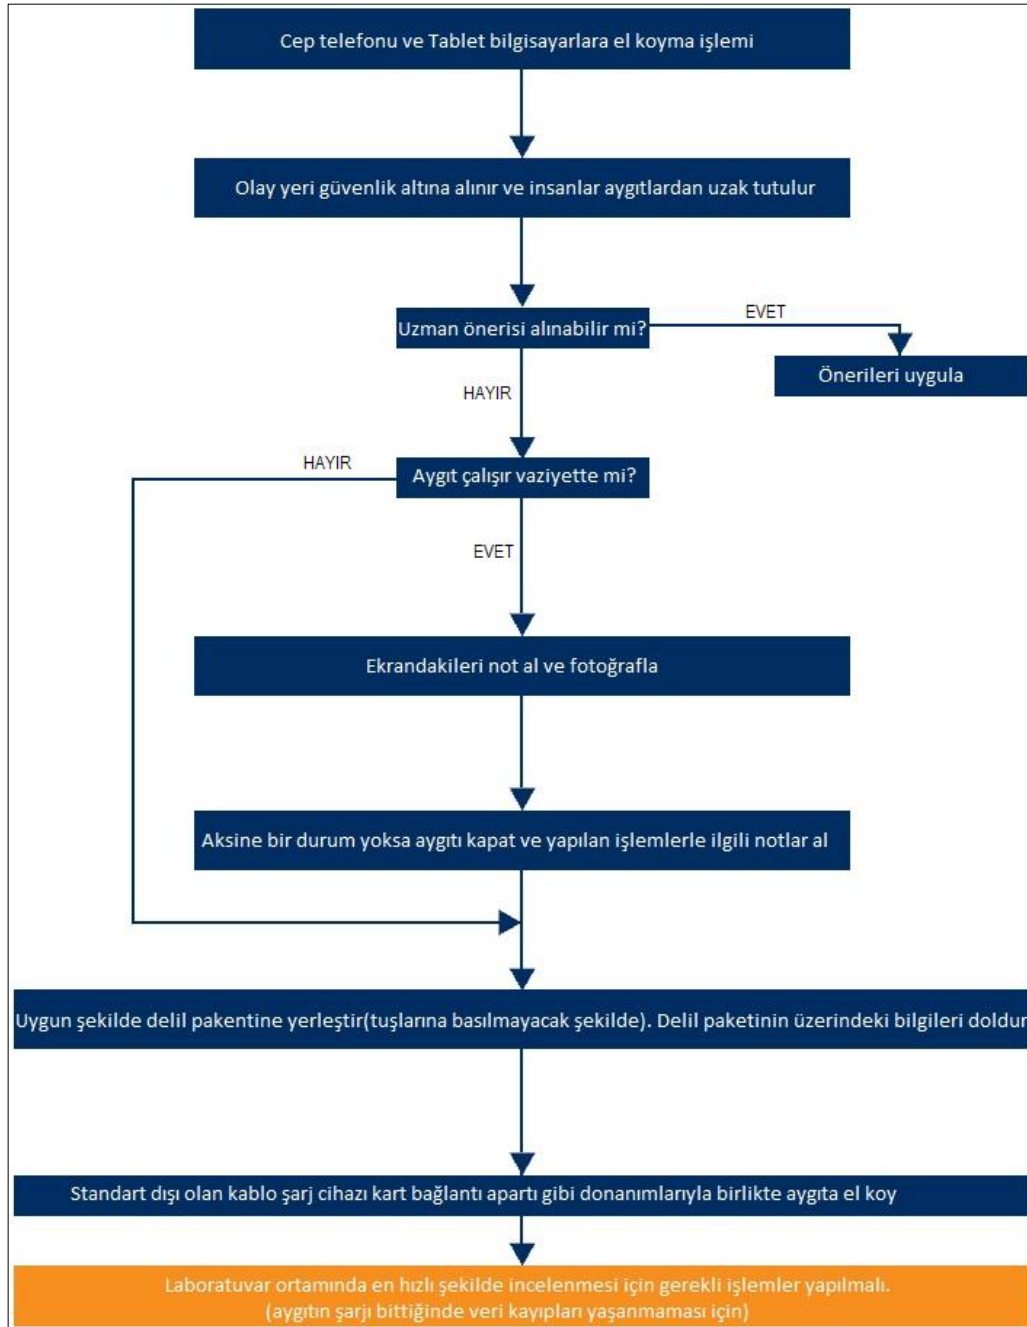 Cep telefonu ve Tablet bilgisayarlara el koyma işlemi
Olay yeri güvenlik altına alınır ve insanlar aygıtlardan uzak tutulur
Uzman önerisi alınabilir mi?
EVET
Önerileri uygula
HAYIR
HAYIR
Aygıt çalışır vaziyette mi?
EVET
Ekrandakileri not al ve fotoğrafla
Aksine bir durum yoksa aygıtı kapat ve yapılan işlemlerle ilgili notlar al
Uygun şekilde delil pakentine yerleştir(tuşlarına basılmayacak şekilde). Delil paketinin üzerindeki bilgileri doldur
Standart dışı olan kablo şarj cihazı kart bağlantı apartı gibi donanımlarıyla birlikte aygıta el koy
Laboratuvar ortamında en hızlı şekilde incelenmesi için gerekli işlemler yapılmalı.
(aygıtın şarjı bittiğinde veri kayıpları yaşanmaması için)